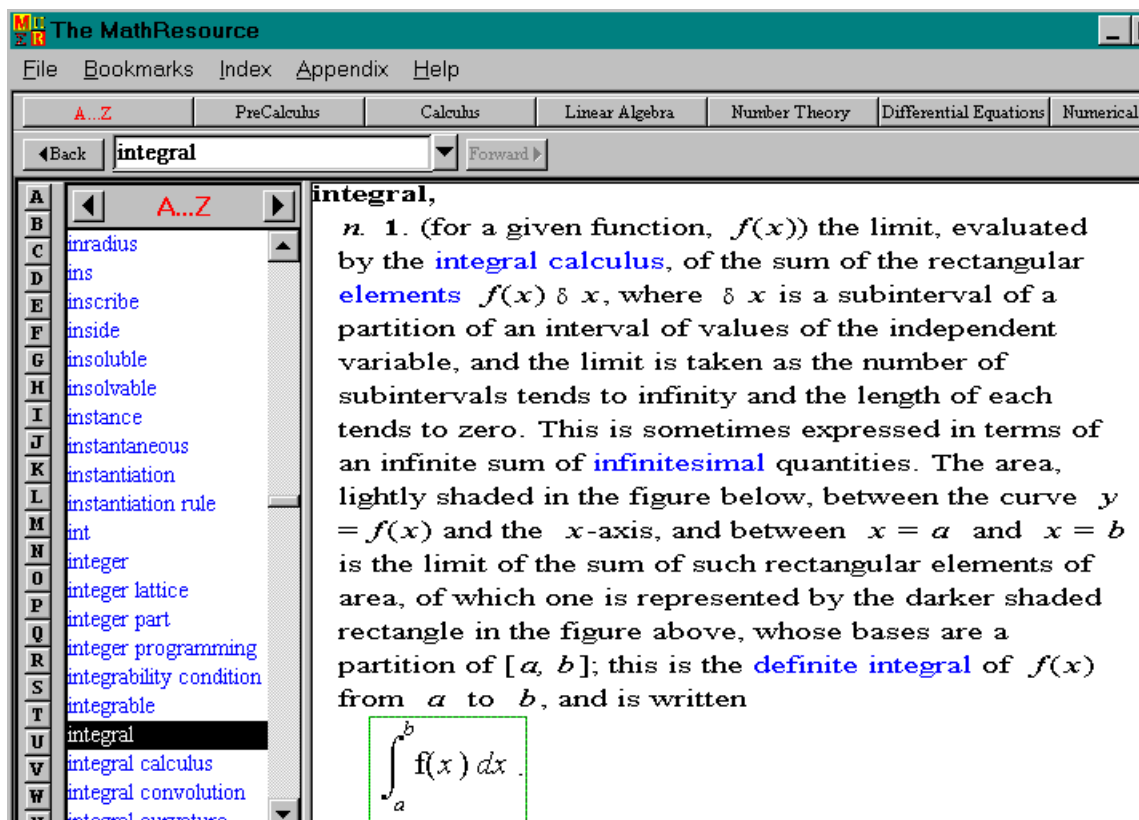 MUER The MathResource
File Bookmarks Index Appendix Help
A...Z PreCalculus Calculus Linear Algebra Number Theory Differential Equations Numerical
Back integral Forward
A
B
C
D
E
F
G
H
I
J
K
L
M
N
O
P
Q
R
S
T
U
V
W
A...Z
inradius
ins
inscribe
inside
insoluble
insolvable
instance
instantaneous
instantiation
instantiation rule
int
integer
integer lattice
integer part
integer programming
integrability condition
integrable
integral
integral calculus
integral convolution
integral curvature
integral,
n. 1. (for a given function, f(x)) the limit, evaluated
by the integral calculus, of the sum of the rectangular
elements f(x) δ x, where δ x is a subinterval of a
partition of an interval of values of the independent
variable, and the limit is taken as the number of
subintervals tends to infinity and the length of each
tends to zero. This is sometimes expressed in terms of
an infinite sum of infinitesimal quantities. The area,
lightly shaded in the figure below, between the curve y
= f(x) and the x-axis, and between x = a and x = b
is the limit of the sum of such rectangular elements of
area, of which one is represented by the darker shaded
rectangle in the figure above, whose bases are a
partition of [a, b]; this is the definite integral of f(x)
from a to b, and is written
∫_a^b f(x) dx .